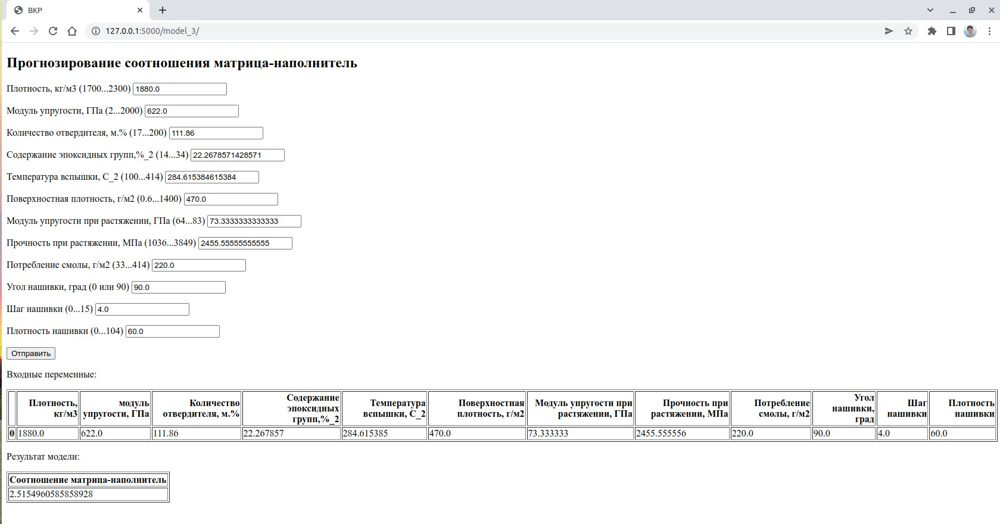 ВКР
127.0.0.1:5000/model_3/
Прогнозирование соотношения матрица-наполнитель
Плотность, кг/м3 (1700...2300) 1880.0
Модуль упругости, ГПа (2...2000) 622.0
Количество отвердителя, м.% (17...200) 111.86
Содержание эпоксидных групп,%_2 (14...34) 22.2678571428571
Температура вспышки, С_2 (100...414) 284.615384615384
Поверхностная плотность, г/м2 (0.6...1400) 470.0
Модуль упругости при растяжении, ГПа (64...83) 73.3333333333333
Прочность при растяжении, МПа (1036...3849) 2455.55555555555
Потребление смолы, г/м2 (33...414) 220.0
Угол нашивки, град (0 или 90) 90.0
Шаг нашивки (0...15) 4.0
Плотность нашивки (0...104) 60.0
Отправить
Входные переменные:
Плотность, кг/м3 модуль упругости, ГПа Количество отвердителя, м.% Содержание эпоксидных групп,%_2 Температура вспышки, С_2 Поверхностная плотность, г/м2 Модуль упругости при растяжении, ГПа Прочность при растяжении, МПа Потребление смолы, г/м2 Угол нашивки, град Шаг нашивки Плотность нашивки
0 1880.0 622.0 111.86 22.267857 284.615385 470.0 73.333333 2455.555556 220.0 90.0 4.0 60.0
Результат модели:
Соотношение матрица-наполнитель
2.5154960585858928